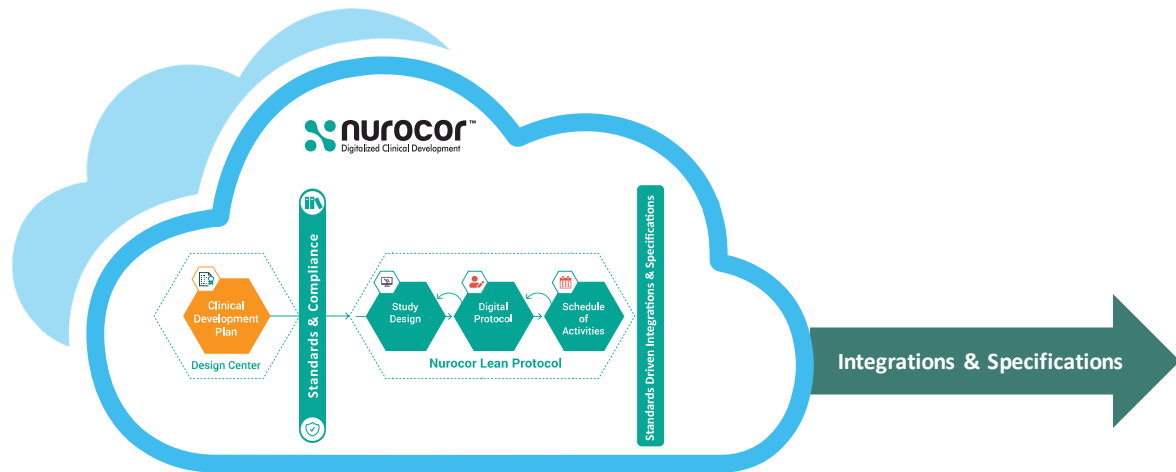 nurocor™
Digitalized Clinical Development
Clinical
Development
Plan
Design Center
Standards & Compliance
Study
Design
Digital
Protocol
Schedule
of
Activities
Nurocor Lean Protocol
Standards Driven Integrations & Specifications
Integrations & Specifications